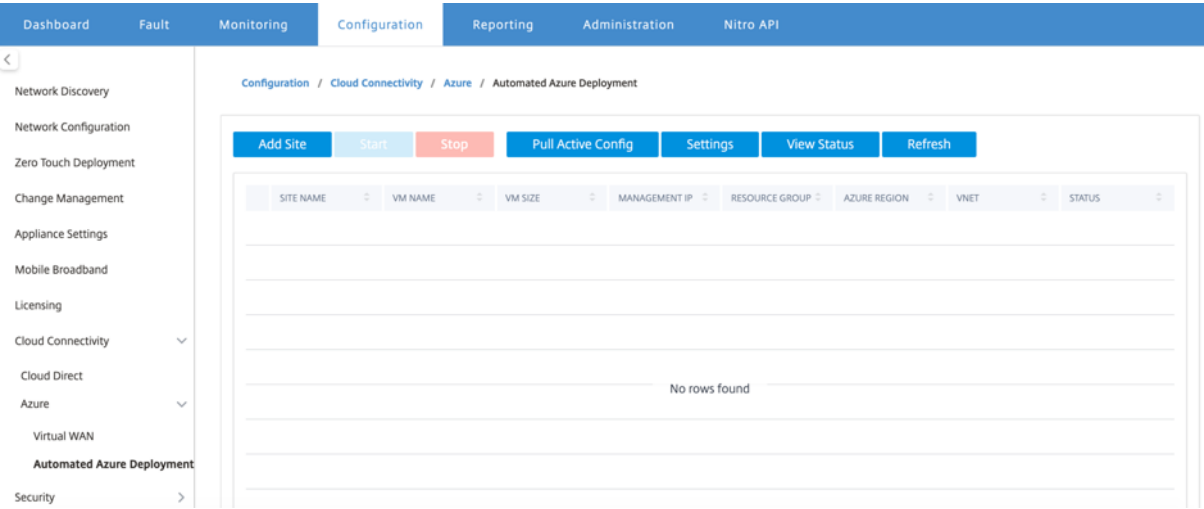 Dashboard Fault Monitoring Configuration Reporting Administration Nitro API
Configuration / Cloud Connectivity / Azure / Automated Azure Deployment
Network Discovery
Network Configuration
Zero Touch Deployment
Change Management
Appliance Settings
Mobile Broadband
Licensing
Cloud Connectivity
Cloud Direct
Azure
Virtual WAN
Automated Azure Deployment
Security
Add Site Start Stop Pull Active Config Settings View Status Refresh
SITE NAME VM NAME VM SIZE MANAGEMENT IP RESOURCE GROUP AZURE REGION VNET STATUS
No rows found